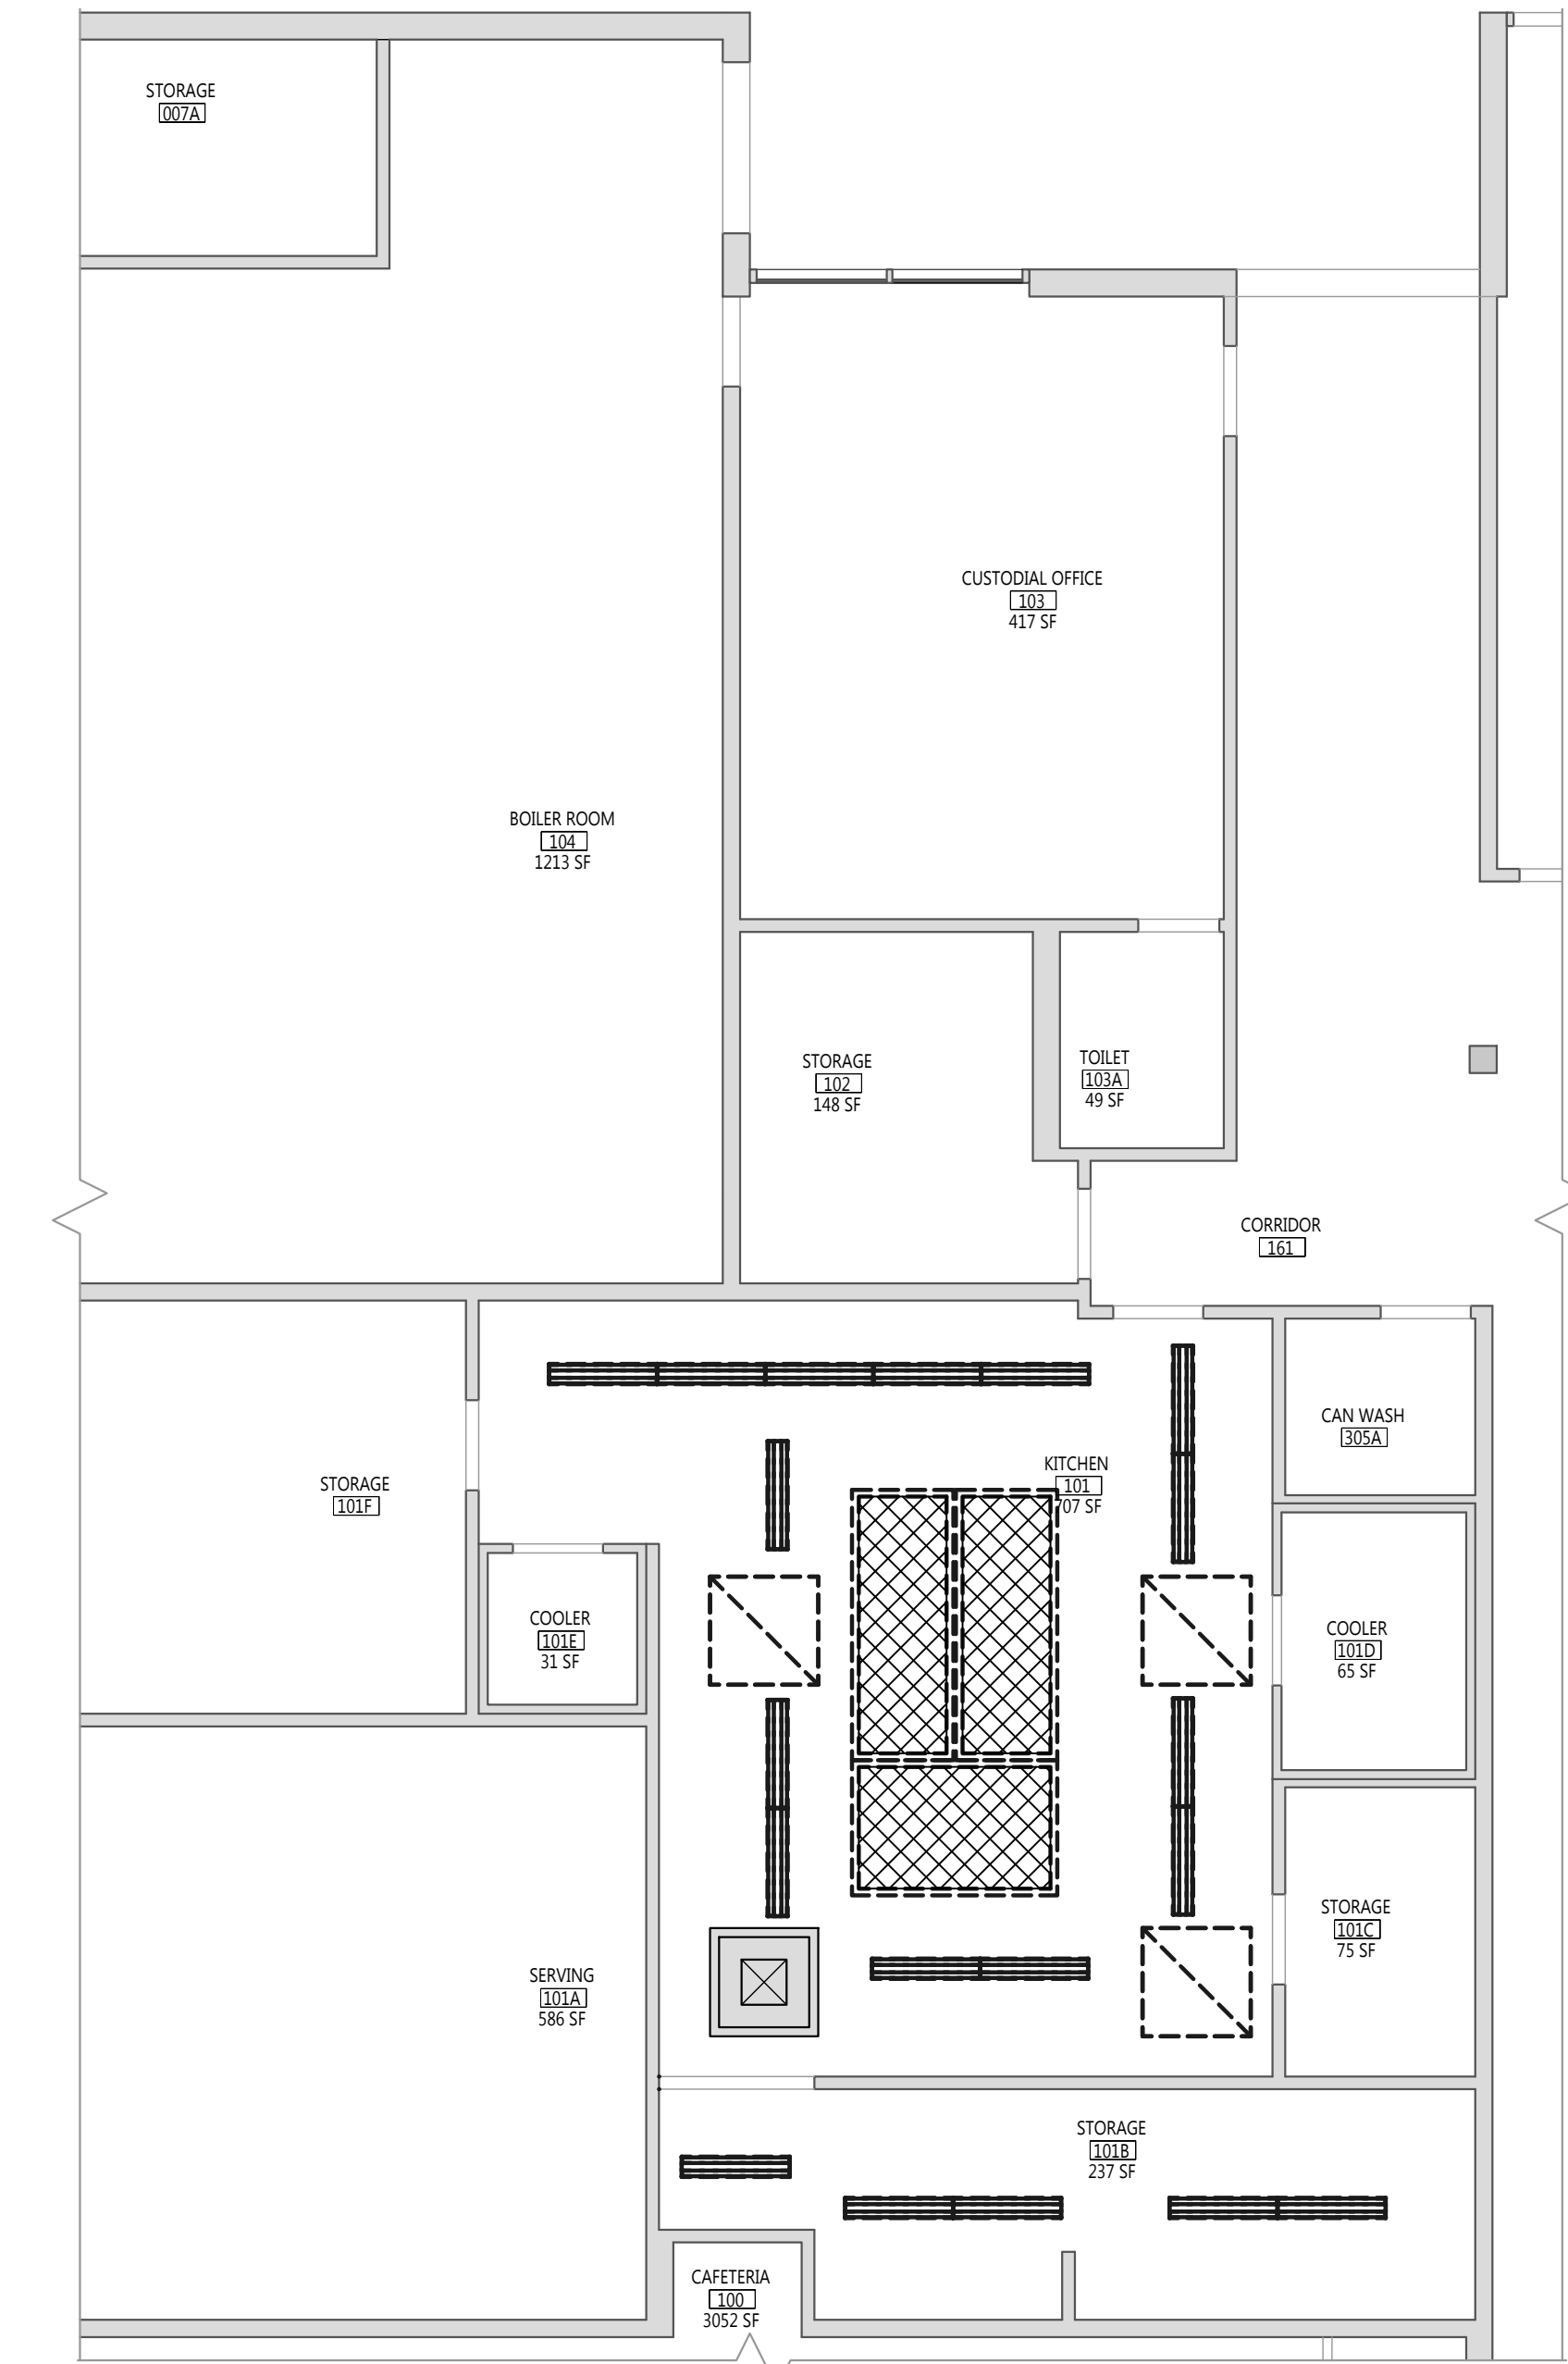 STORAGE
007A
CUSTODIAL OFFICE
103
417 SF
BOILER ROOM
104
1213 SF
STORAGE
102
148 SF
TOILET
103A
49 SF
CORRIDOR
161
CAN WASH
305A
KITCHEN
101
707 SF
STORAGE
101F
COOLER
101E
31 SF
COOLER
101D
65 SF
STORAGE
101C
75 SF
SERVING
101A
586 SF
STORAGE
101B
237 SF
CAFETERIA
100
3052 SF